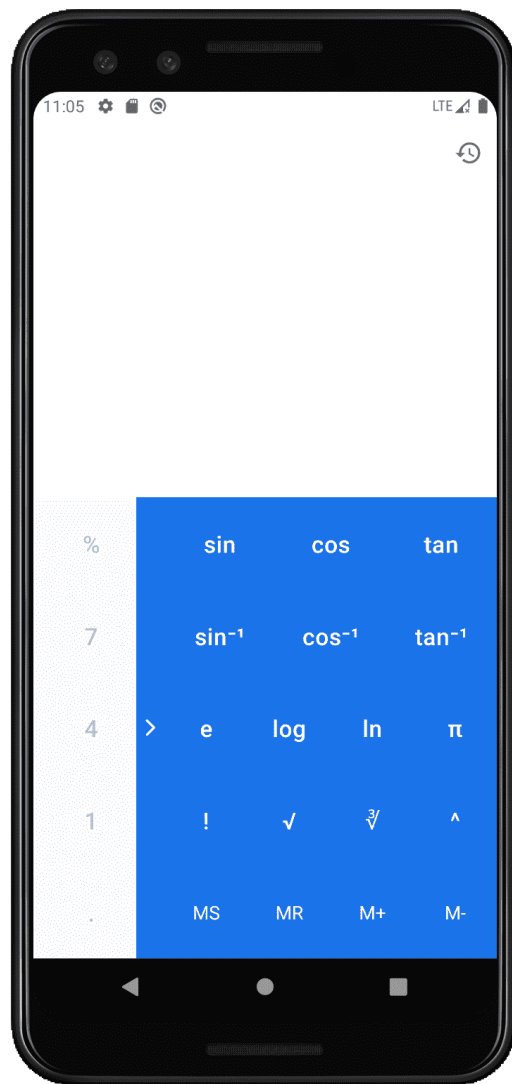 11:05 LTE
% sin cos tan
7 sin⁻¹ cos⁻¹ tan⁻¹
4 > e log ln π
1 ! √ ∛ ^
. MS MR M+ M-